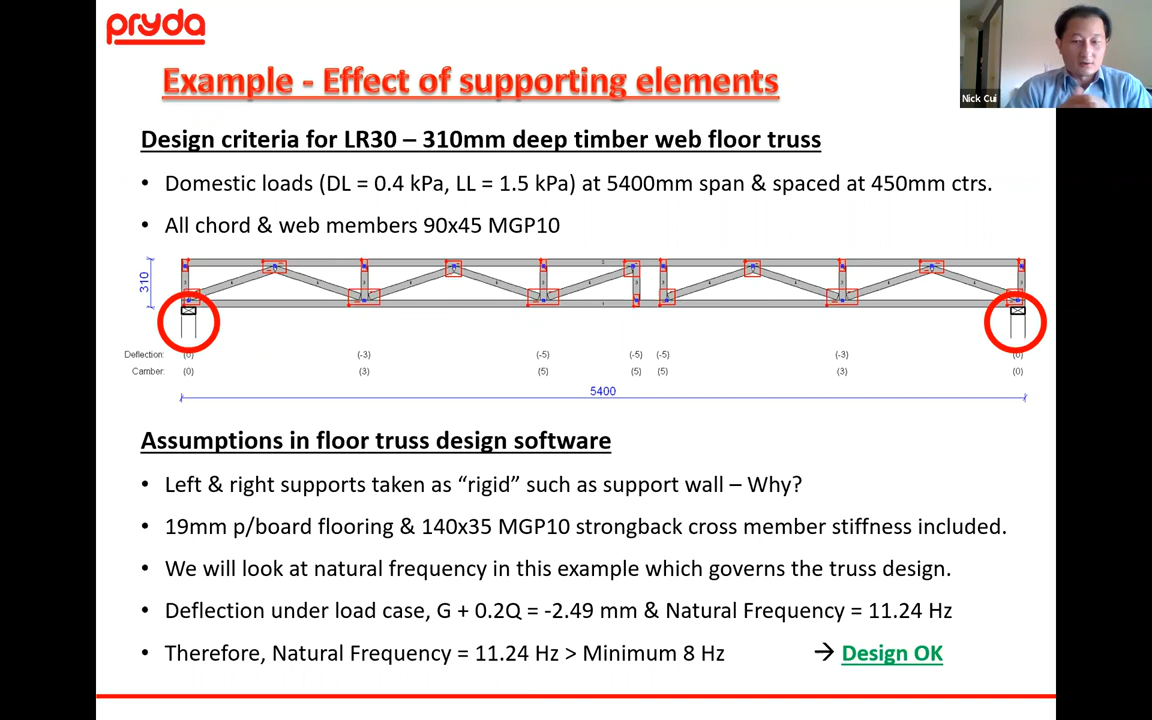 pryda
Nick Cui
Example - Effect of supporting elements
Design criteria for LR30 – 310mm deep timber web floor truss
• Domestic loads (DL = 0.4 kPa, LL = 1.5 kPa) at 5400mm span & spaced at 450mm ctrs.
• All chord & web members 90x45 MGP10
310
Deflection: (0) (-3) (-5) (-5) (-5) (-3) (0)
Camber: (0) (3) (5) (5) (5) (3) (0)
5400
Assumptions in floor truss design software
• Left & right supports taken as “rigid” such as support wall – Why?
• 19mm p/board flooring & 140x35 MGP10 strongback cross member stiffness included.
• We will look at natural frequency in this example which governs the truss design.
• Deflection under load case, G + 0.2Q = -2.49 mm & Natural Frequency = 11.24 Hz
• Therefore, Natural Frequency = 11.24 Hz > Minimum 8 Hz → Design OK